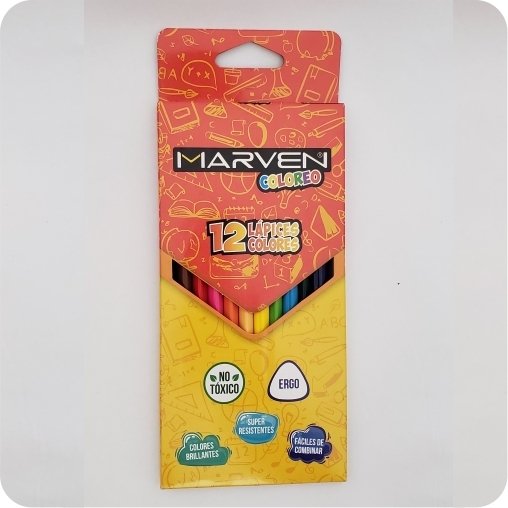 MARVEN®
COLOREO
12 LÁPICES
COLORES
NO
TÓXICO
ERGO
SUPER
RESISTENTES
COLORES
BRILLANTES
FÁCILES DE
COMBINAR